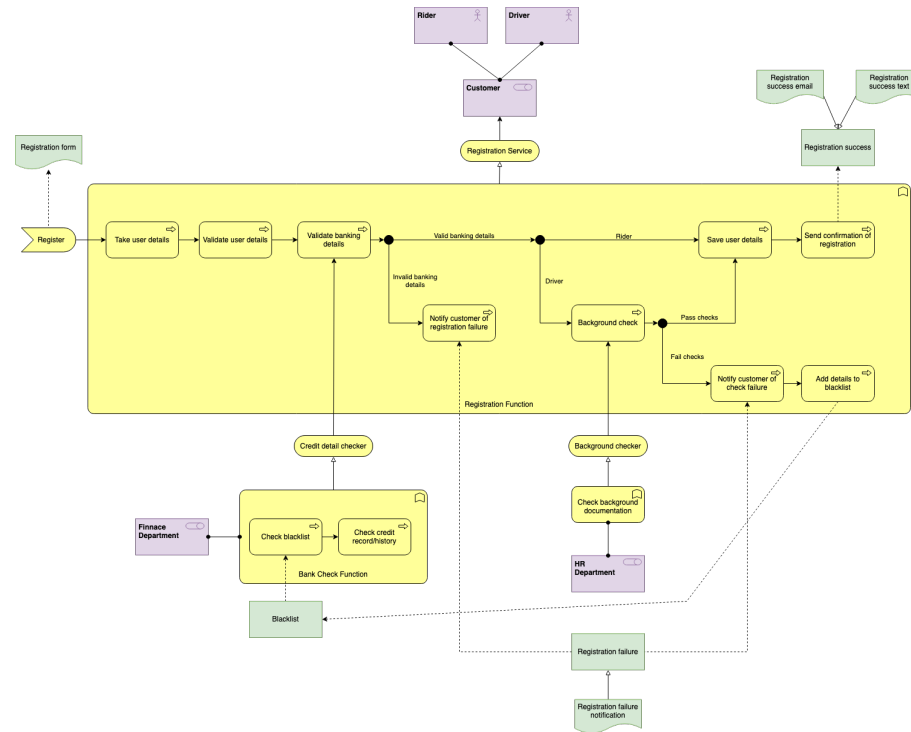 Rider
Driver
Customer
Registration
success email
Registration
success text
Registration form
Registration Service
Registration success
Register
Take user details
Validate user details
Validate banking
details
Valid banking details
Rider
Save user details
Send confirmation of
registration
Invalid banking
details
Driver
Notify customer of
registration failure
Background check
Pass checks
Fail checks
Notify customer of
check failure
Add details to
blacklist
Registration Function
Credit detail checker
Background checker
Check background
documentation
Finnace
Department
Check blacklist
Check credit
record/history
Bank Check Function
HR
Department
Blacklist
Registration failure
Registration failure
notification